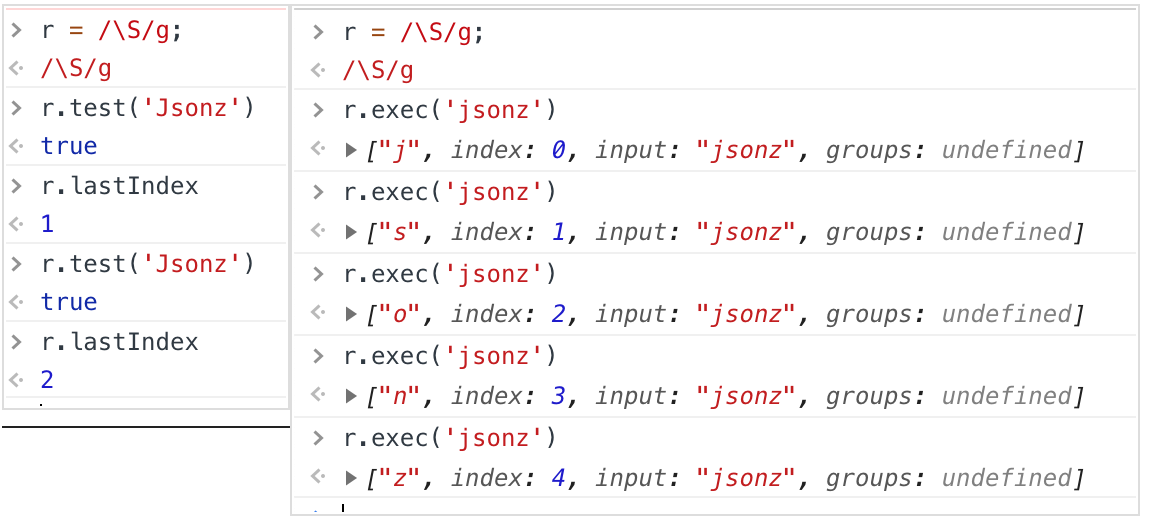 r = /\S/g;
/\S/g
r.test('Jsonz')
true
r.lastIndex
1
r.test('Jsonz')
true
r.lastIndex
2
r = /\S/g;
/\S/g
r.exec('jsonz')
["j", index: 0, input: "jsonz", groups: undefined]
r.exec('jsonz')
["s", index: 1, input: "jsonz", groups: undefined]
r.exec('jsonz')
["o", index: 2, input: "jsonz", groups: undefined]
r.exec('jsonz')
["n", index: 3, input: "jsonz", groups: undefined]
r.exec('jsonz')
["z", index: 4, input: "jsonz", groups: undefined]